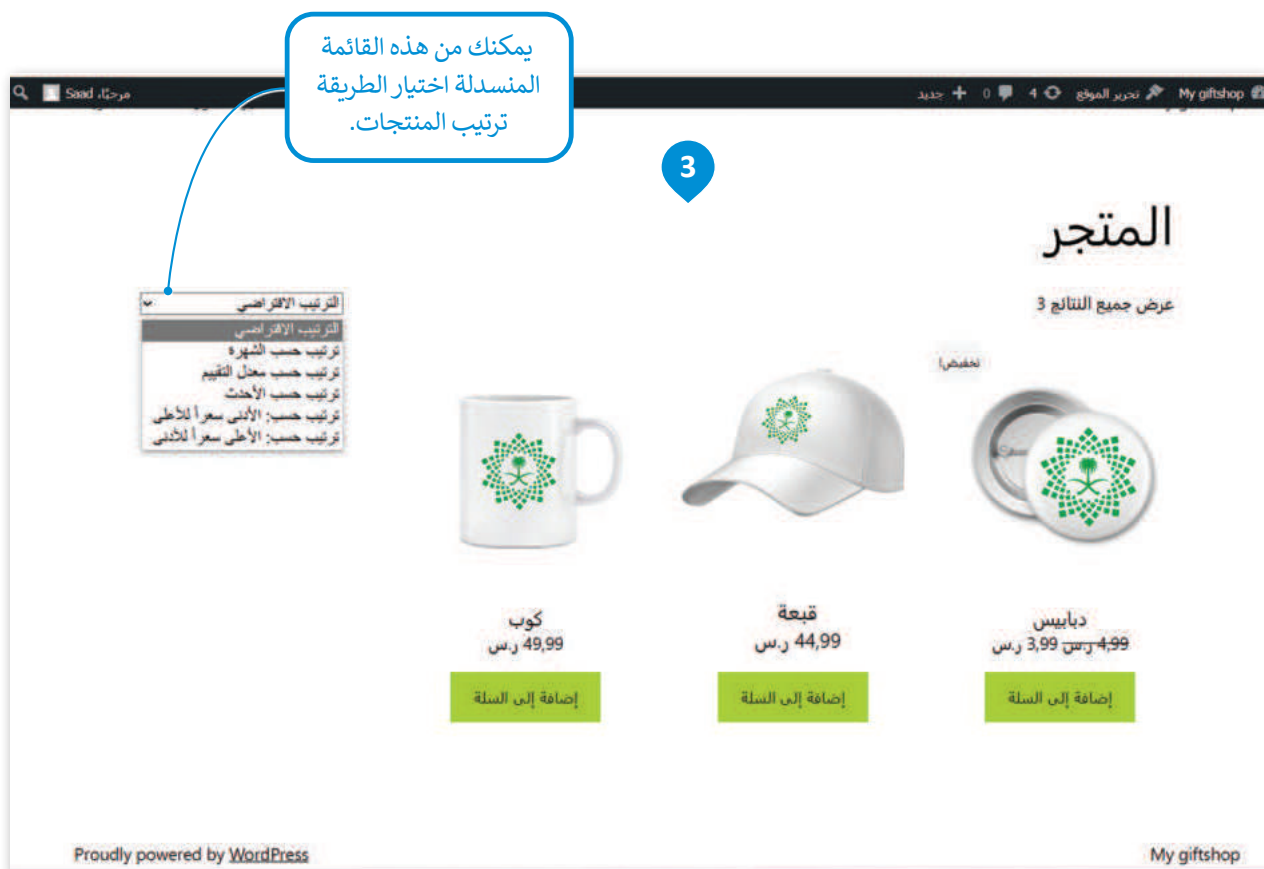 يمكنك من هذه القائمة
المنسدلة اختيار الطريقة
ترتيب المنتجات.
My giftshop تحرير الموقع 4 0 + جديد
مرحبًا، Saad
3
المتجر
عرض جميع النتائج 3
الترتيب الافتراضي
الترتيب الافتراضي
ترتيب حسب الشهرة
ترتيب حسب معدل التقييم
ترتيب حسب الأحدث
ترتيب حسب: الأدنى سعراً للأعلى
ترتيب حسب: الأعلى سعراً للأدنى
تخفيض!
دبابيس
4,99 ر.س 3,99 ر.س
إضافة إلى السلة
قبعة
44,99 ر.س
إضافة إلى السلة
كوب
49,99 ر.س
إضافة إلى السلة
My giftshop
Proudly powered by WordPress